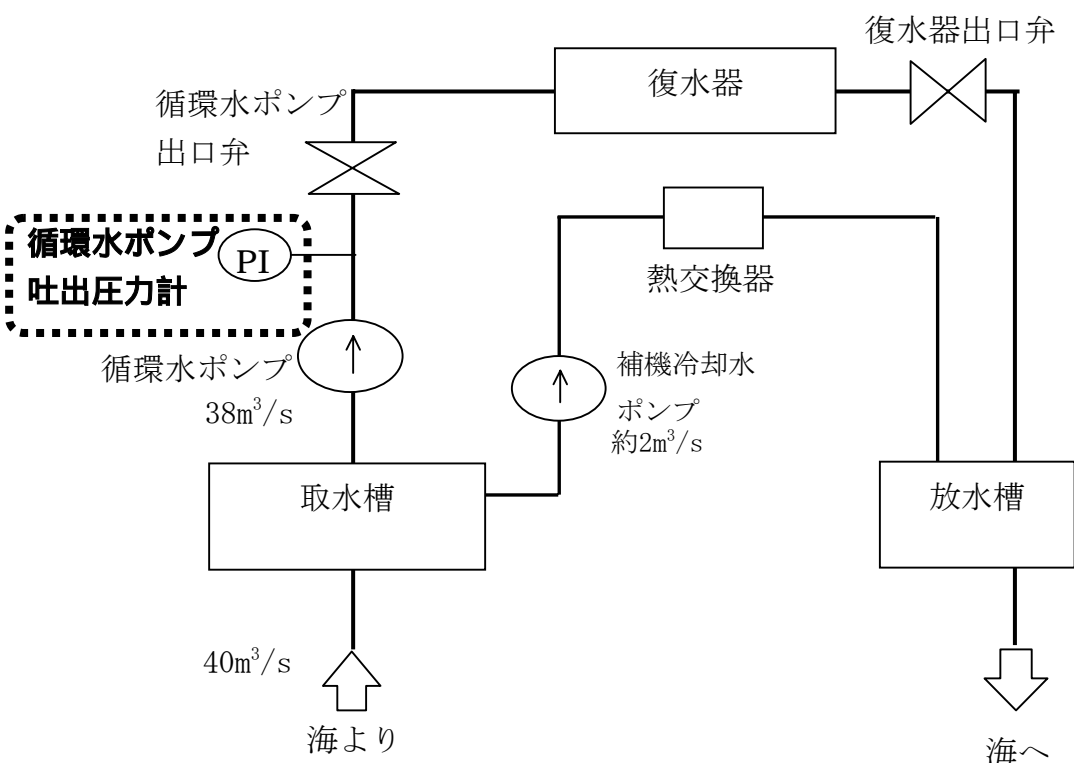 復水器出口弁
復水器
循環水ポンプ
出口弁
循環水ポンプ
吐出圧力計
PI
熱交換器
循環水ポンプ
38m³/s
補機冷却水
ポンプ
約2m³/s
取水槽
放水槽
40m³/s
海より
海へ